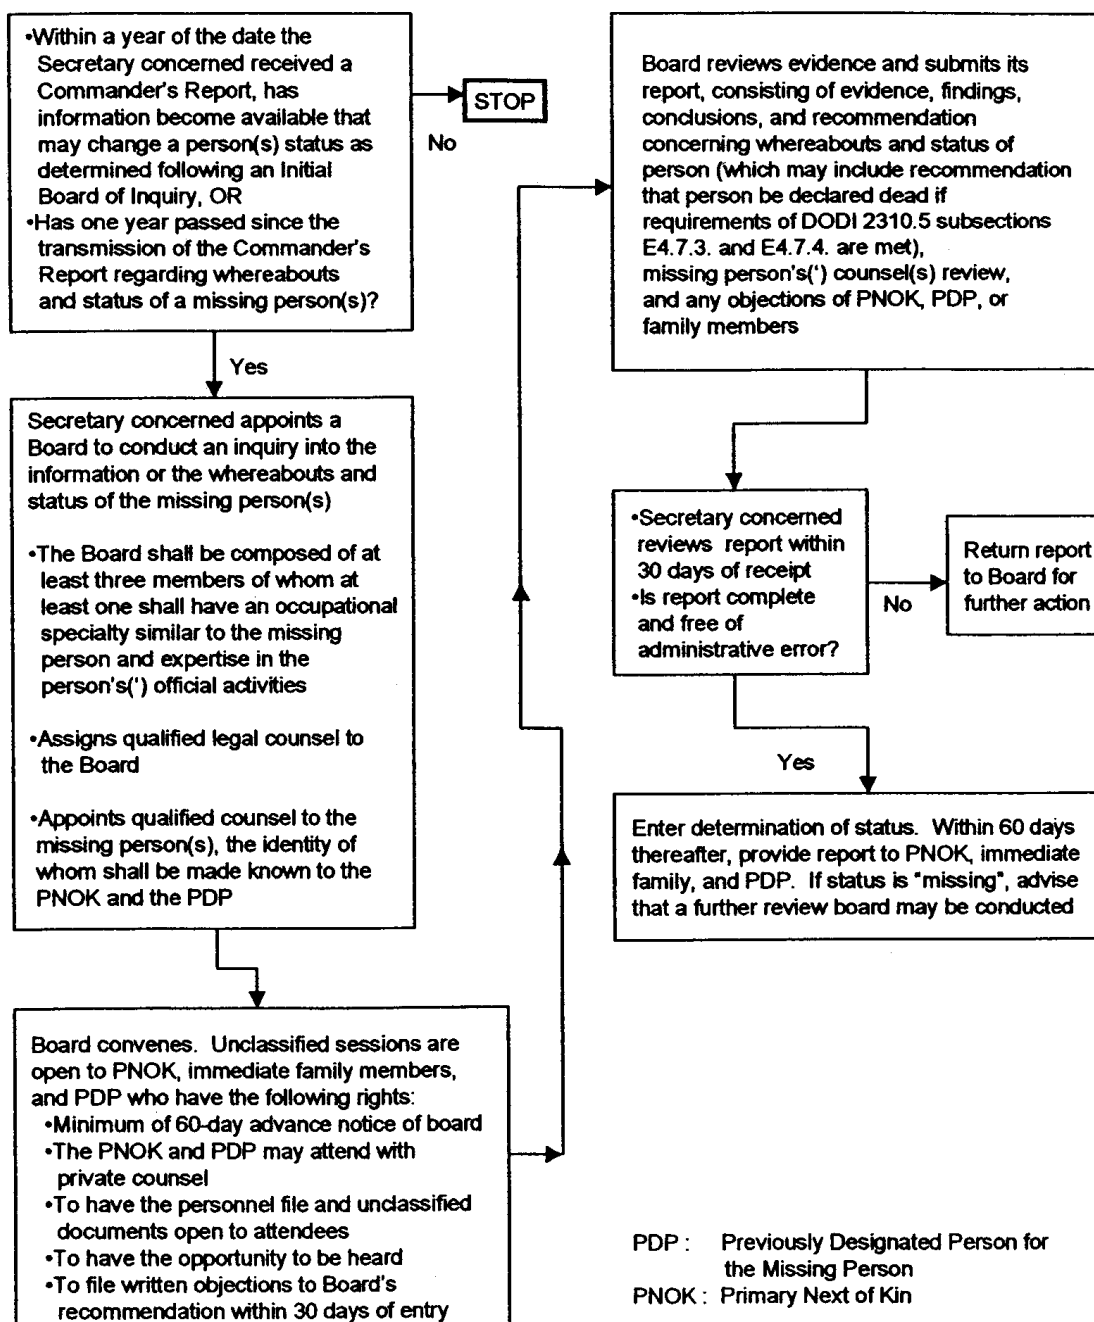 •Within a year of the date the
Secretary concerned received a
Commander's Report, has
information become available that
may change a person(s) status as
determined following an Initial
Board of Inquiry, OR
•Has one year passed since the
transmission of the Commander's
Report regarding whereabouts
and status of a missing person(s)?
No
STOP
Yes
Secretary concerned appoints a
Board to conduct an inquiry into the
information or the whereabouts and
status of the missing person(s)
•The Board shall be composed of at
least three members of whom at
least one shall have an occupational
specialty similar to the missing
person and expertise in the
person's(') official activities
•Assigns qualified legal counsel to
the Board
•Appoints qualified counsel to the
missing person(s), the identity of
whom shall be made known to the
PNOK and the PDP
Board convenes. Unclassified sessions are
open to PNOK, immediate family members,
and PDP who have the following rights:
•Minimum of 60-day advance notice of board
•The PNOK and PDP may attend with
private counsel
•To have the personnel file and unclassified
documents open to attendees
•To have the opportunity to be heard
•To file written objections to Board's
recommendation within 30 days of entry
Board reviews evidence and submits its
report, consisting of evidence, findings,
conclusions, and recommendation
concerning whereabouts and status of
person (which may include recommendation
that person be declared dead if
requirements of DODI 2310.5 subsections
E4.7.3. and E4.7.4. are met),
missing person's(') counsel(s) review,
and any objections of PNOK, PDP, or
family members
•Secretary concerned
reviews report within
30 days of receipt
•Is report complete
and free of
administrative error?
No
Return report
to Board for
further action
Yes
Enter determination of status. Within 60 days
thereafter, provide report to PNOK, immediate
family, and PDP. If status is "missing", advise
that a further review board may be conducted
PDP : Previously Designated Person for
the Missing Person
PNOK : Primary Next of Kin